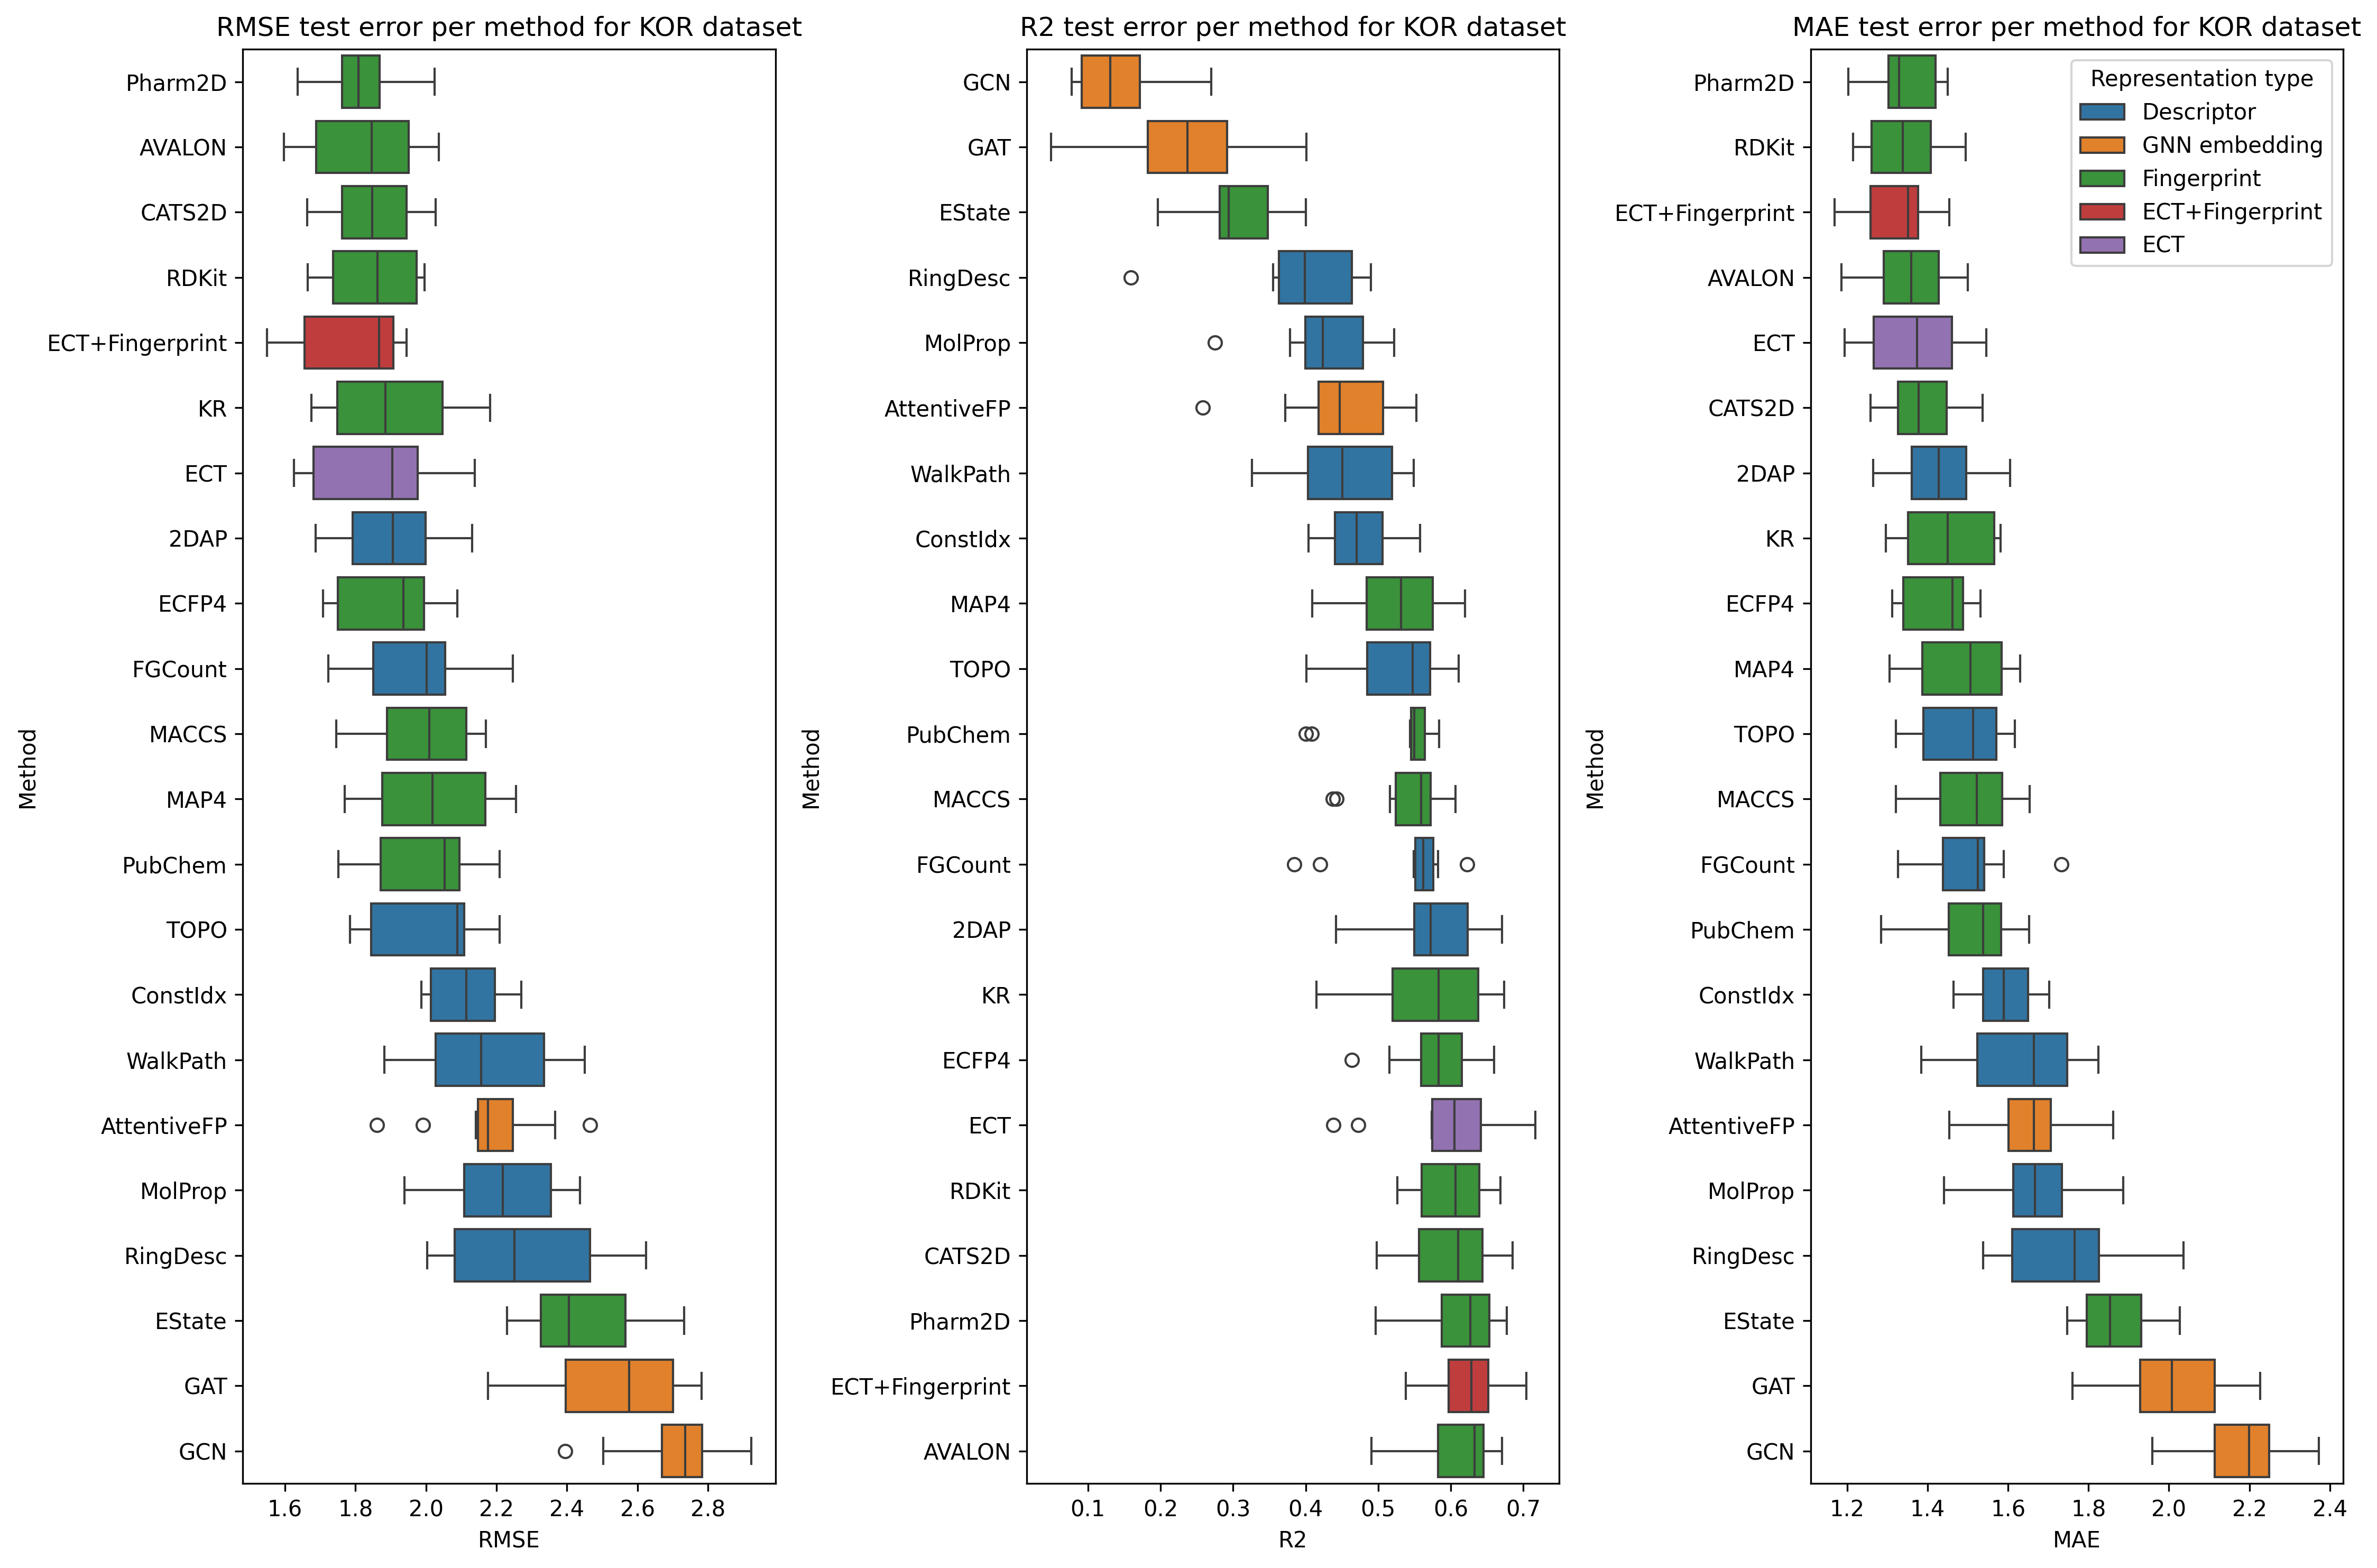 RMSE test error per method for KOR dataset
Method
Pharm2D
AVALON
CATS2D
RDKit
ECT+Fingerprint
KR
ECT
2DAP
ECFP4
FGCount
MACCS
MAP4
PubChem
TOPO
ConstIdx
WalkPath
AttentiveFP
MolProp
RingDesc
EState
GAT
GCN
1.6 1.8 2.0 2.2 2.4 2.6 2.8
RMSE
R2 test error per method for KOR dataset
Method
GCN
GAT
EState
RingDesc
MolProp
AttentiveFP
WalkPath
ConstIdx
MAP4
TOPO
PubChem
MACCS
FGCount
2DAP
KR
ECFP4
ECT
RDKit
CATS2D
Pharm2D
ECT+Fingerprint
AVALON
0.1 0.2 0.3 0.4 0.5 0.6 0.7
R2
MAE test error per method for KOR dataset
Method
Pharm2D
RDKit
ECT+Fingerprint
AVALON
ECT
CATS2D
2DAP
KR
ECFP4
MAP4
TOPO
MACCS
FGCount
PubChem
ConstIdx
WalkPath
AttentiveFP
MolProp
RingDesc
EState
GAT
GCN
1.2 1.4 1.6 1.8 2.0 2.2 2.4
MAE
Representation type
Descriptor
GNN embedding
Fingerprint
ECT+Fingerprint
ECT